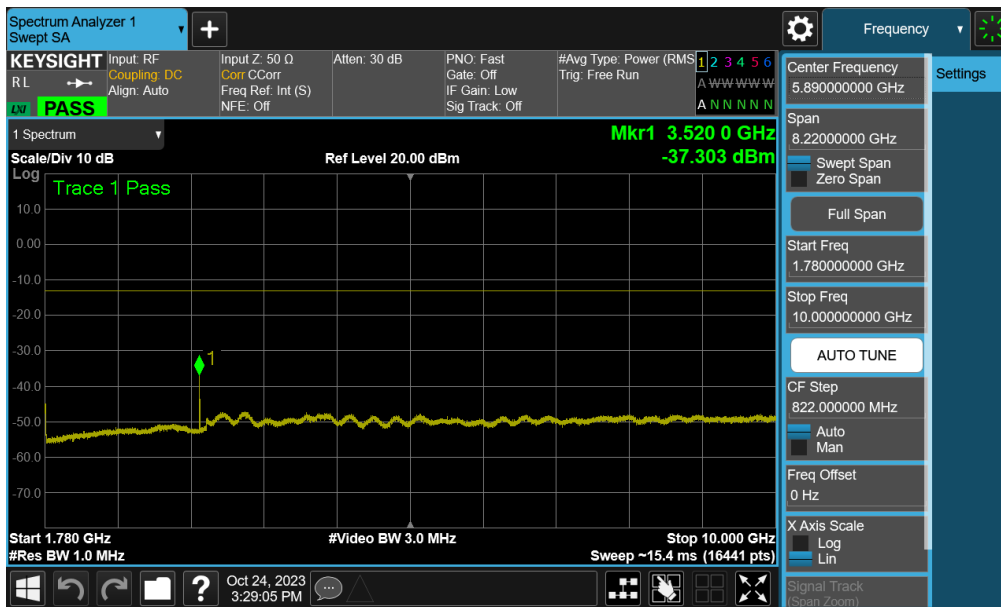 Spectrum Analyzer 1
Swept SA
Frequency
KEYSIGHT
RL
LXI
PASS
Input: RF
Coupling: DC
Align: Auto
Input Z: 50 Ω
Corr CCorr
Freq Ref: Int (S)
NFE: Off
Atten: 30 dB
PNO: Fast
Gate: Off
IF Gain: Low
Sig Track: Off
#Avg Type: Power (RMS
Trig: Free Run
1 2 3 4 5 6
A W W W W W
A N N N N N
1 Spectrum
Mkr1 3.520 0 GHz
-37.303 dBm
Scale/Div 10 dB
Ref Level 20.00 dBm
Log
Trace 1 Pass
10.0
0.00
-10.0
-20.0
-30.0
1
-40.0
-50.0
-60.0
-70.0
Start 1.780 GHz
#Video BW 3.0 MHz
Stop 10.000 GHz
#Res BW 1.0 MHz
Sweep ~15.4 ms (16441 pts)
?
Oct 24, 2023
3:29:05 PM
Center Frequency
5.890000000 GHz
Settings
Span
8.22000000 GHz
Swept Span
Zero Span
Full Span
Start Freq
1.780000000 GHz
Stop Freq
10.000000000 GHz
AUTO TUNE
CF Step
822.000000 MHz
Auto
Man
Freq Offset
0 Hz
X Axis Scale
Log
Lin
Signal Track
(Span Zoom)